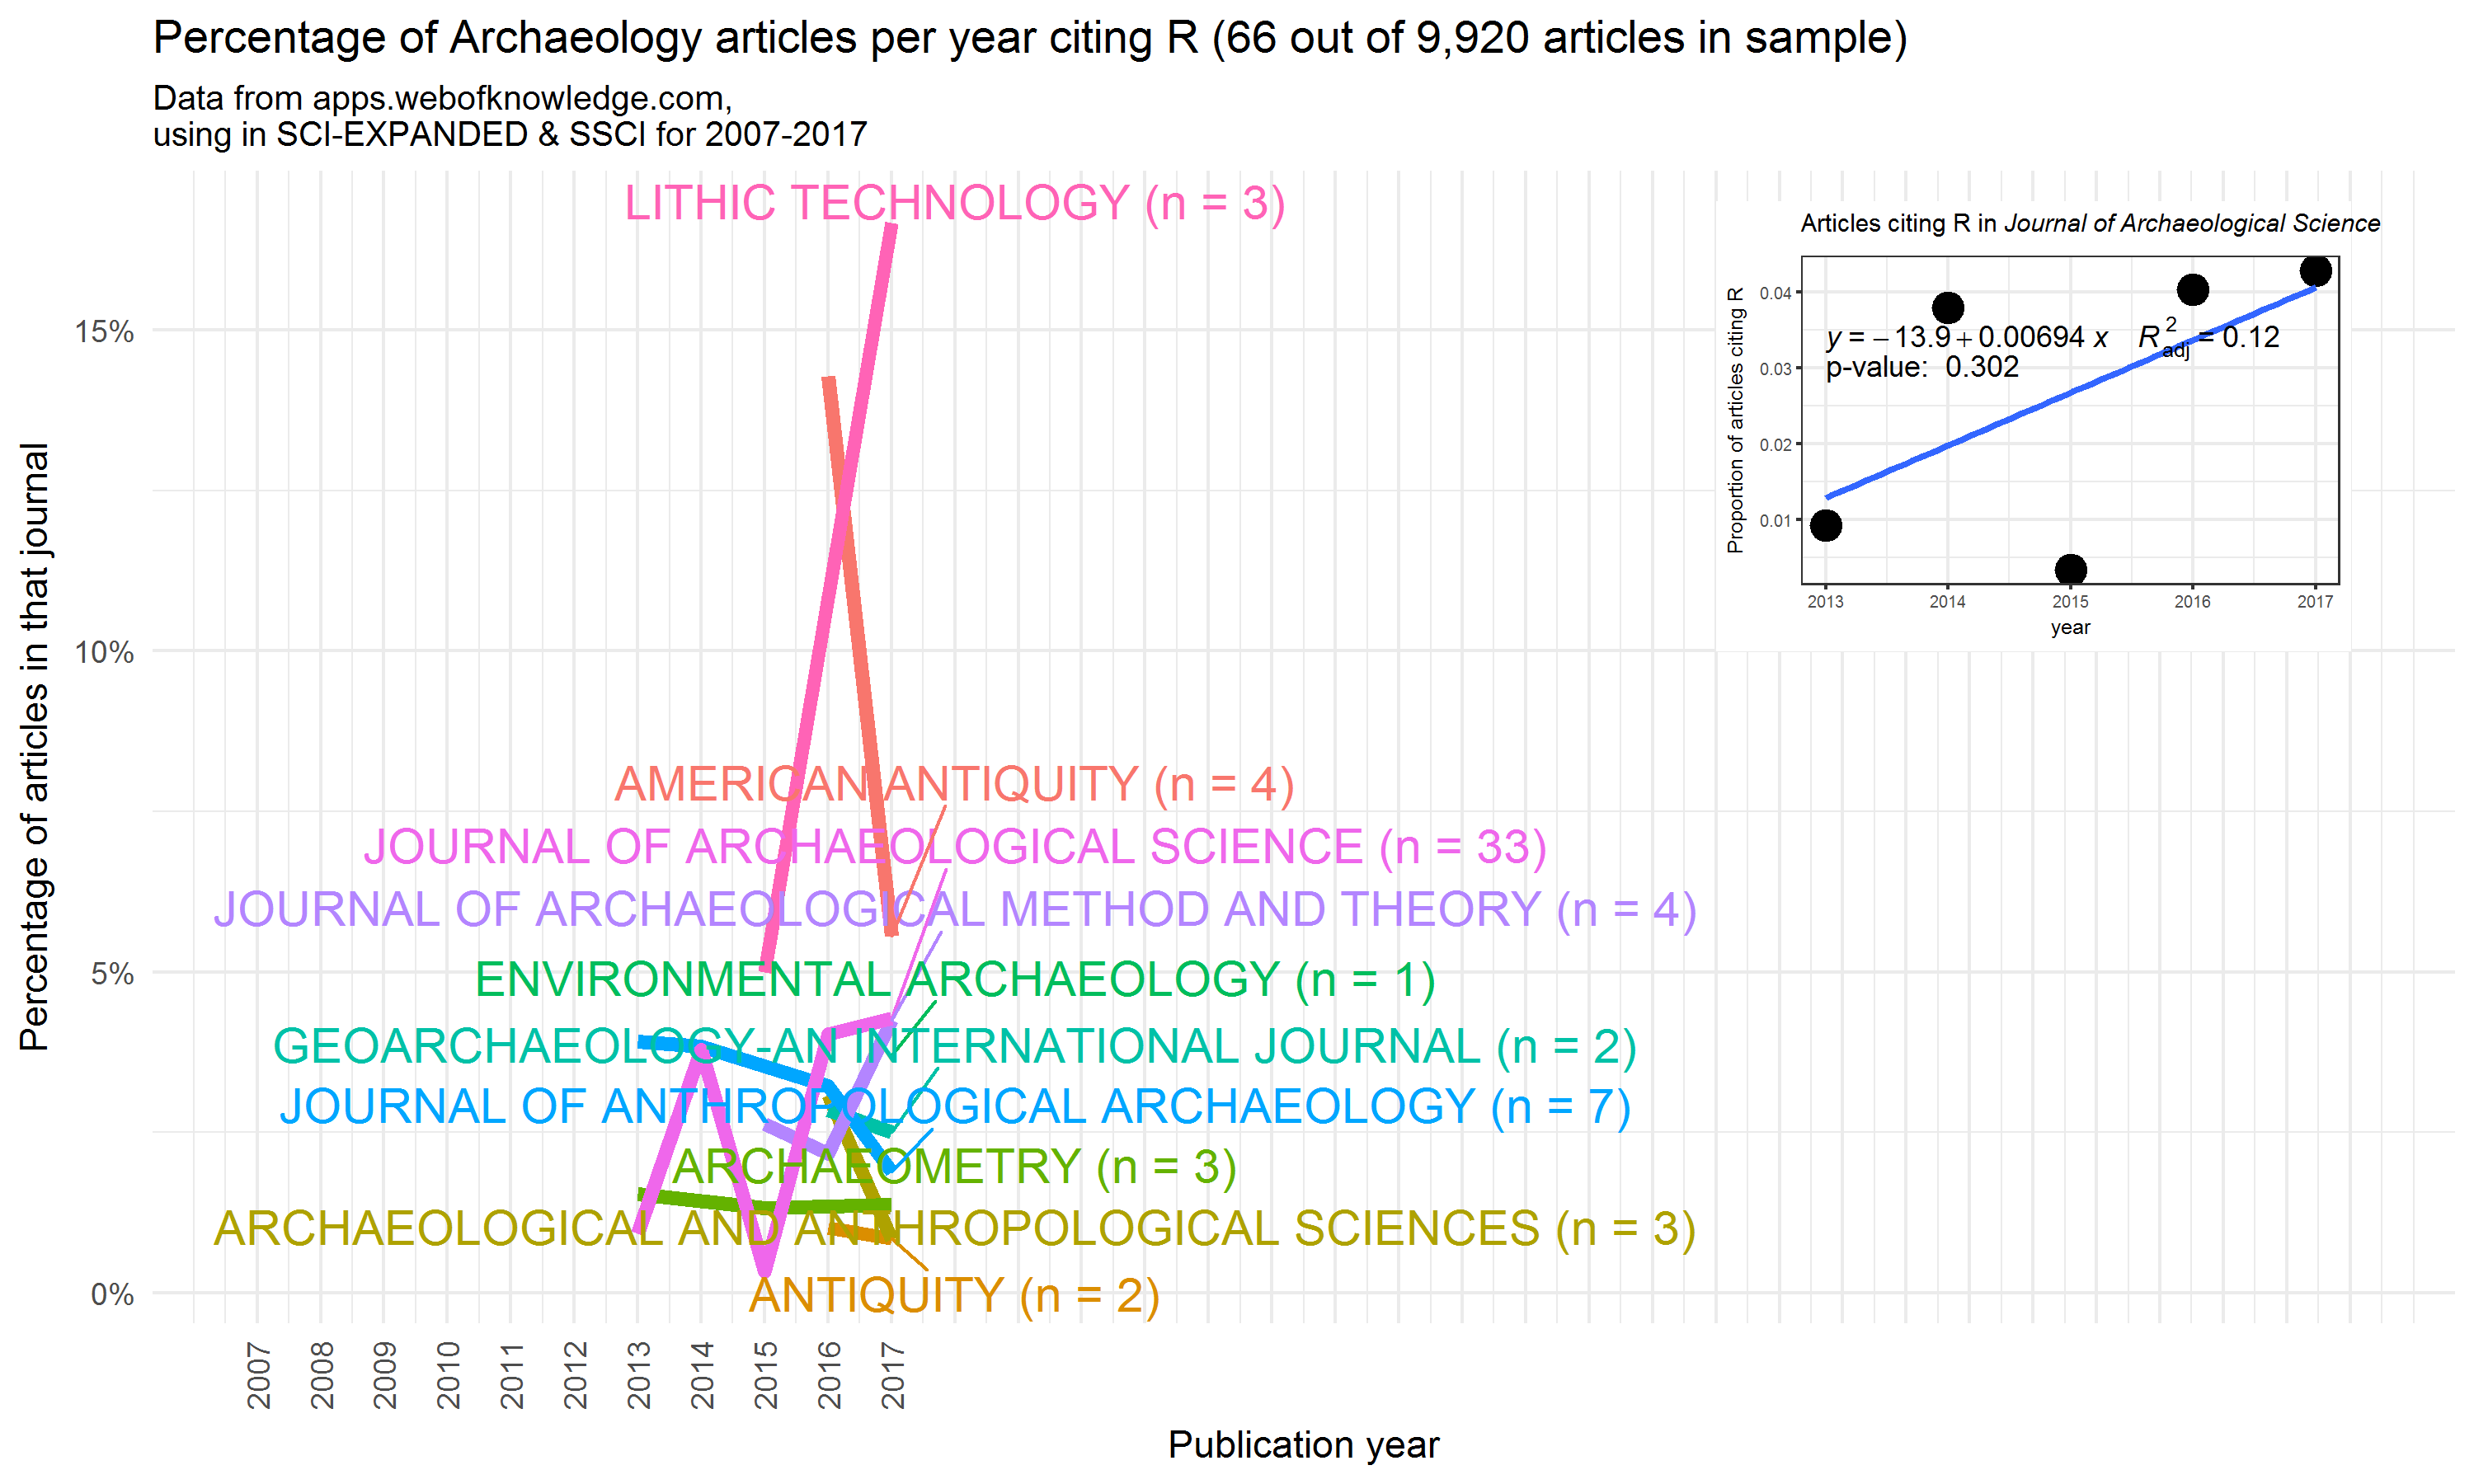 Percentage of Archaeology articles per year citing R (66 out of 9,920 articles in sample)
Data from apps.webofknowledge.com,
using in SCI-EXPANDED & SSCI for 2007-2017
Percentage of articles in that journal
15%
10%
5%
0%
LITHIC TECHNOLOGY (n = 3)
AMERICAN ANTIQUITY (n = 4)
JOURNAL OF ARCHAEOLOGICAL SCIENCE (n = 33)
JOURNAL OF ARCHAEOLOGICAL METHOD AND THEORY (n = 4)
ENVIRONMENTAL ARCHAEOLOGY (n = 1)
GEOARCHAEOLOGY-AN INTERNATIONAL JOURNAL (n = 2)
JOURNAL OF ANTHROPOLOGICAL ARCHAEOLOGY (n = 7)
ARCHAEOMETRY (n = 3)
ARCHAEOLOGICAL AND ANTHROPOLOGICAL SCIENCES (n = 3)
ANTIQUITY (n = 2)
2007 2008 2009 2010 2011 2012 2013 2014 2015 2016 2017
Publication year
Articles citing R in Journal of Archaeological Science
Proportion of articles citing R
0.04
0.03
0.02
0.01
y = −13.9 + 0.00694 x R²adj = 0.12
p-value: 0.302
2013 2014 2015 2016 2017
year